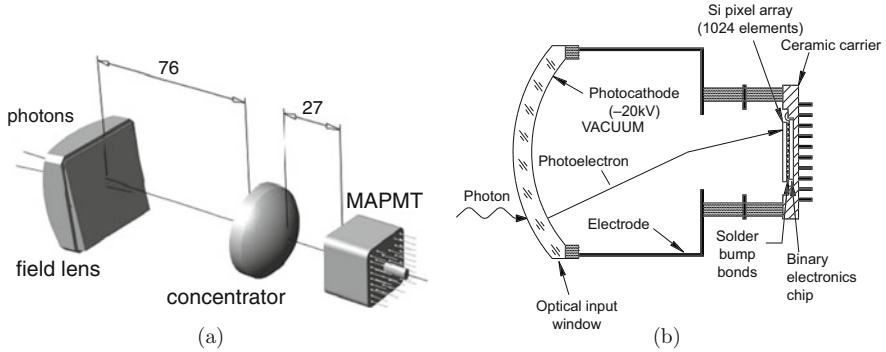 76
27
photons
MAPMT
field lens
concentrator
(a)
Si pixel array
(1024 elements)
Ceramic carrier
Photocathode
(–20kV)
VACUUM
Photoelectron
Photon
Electrode
Solder
bump
bonds
Binary
electronics
chip
Optical input
window
(b)